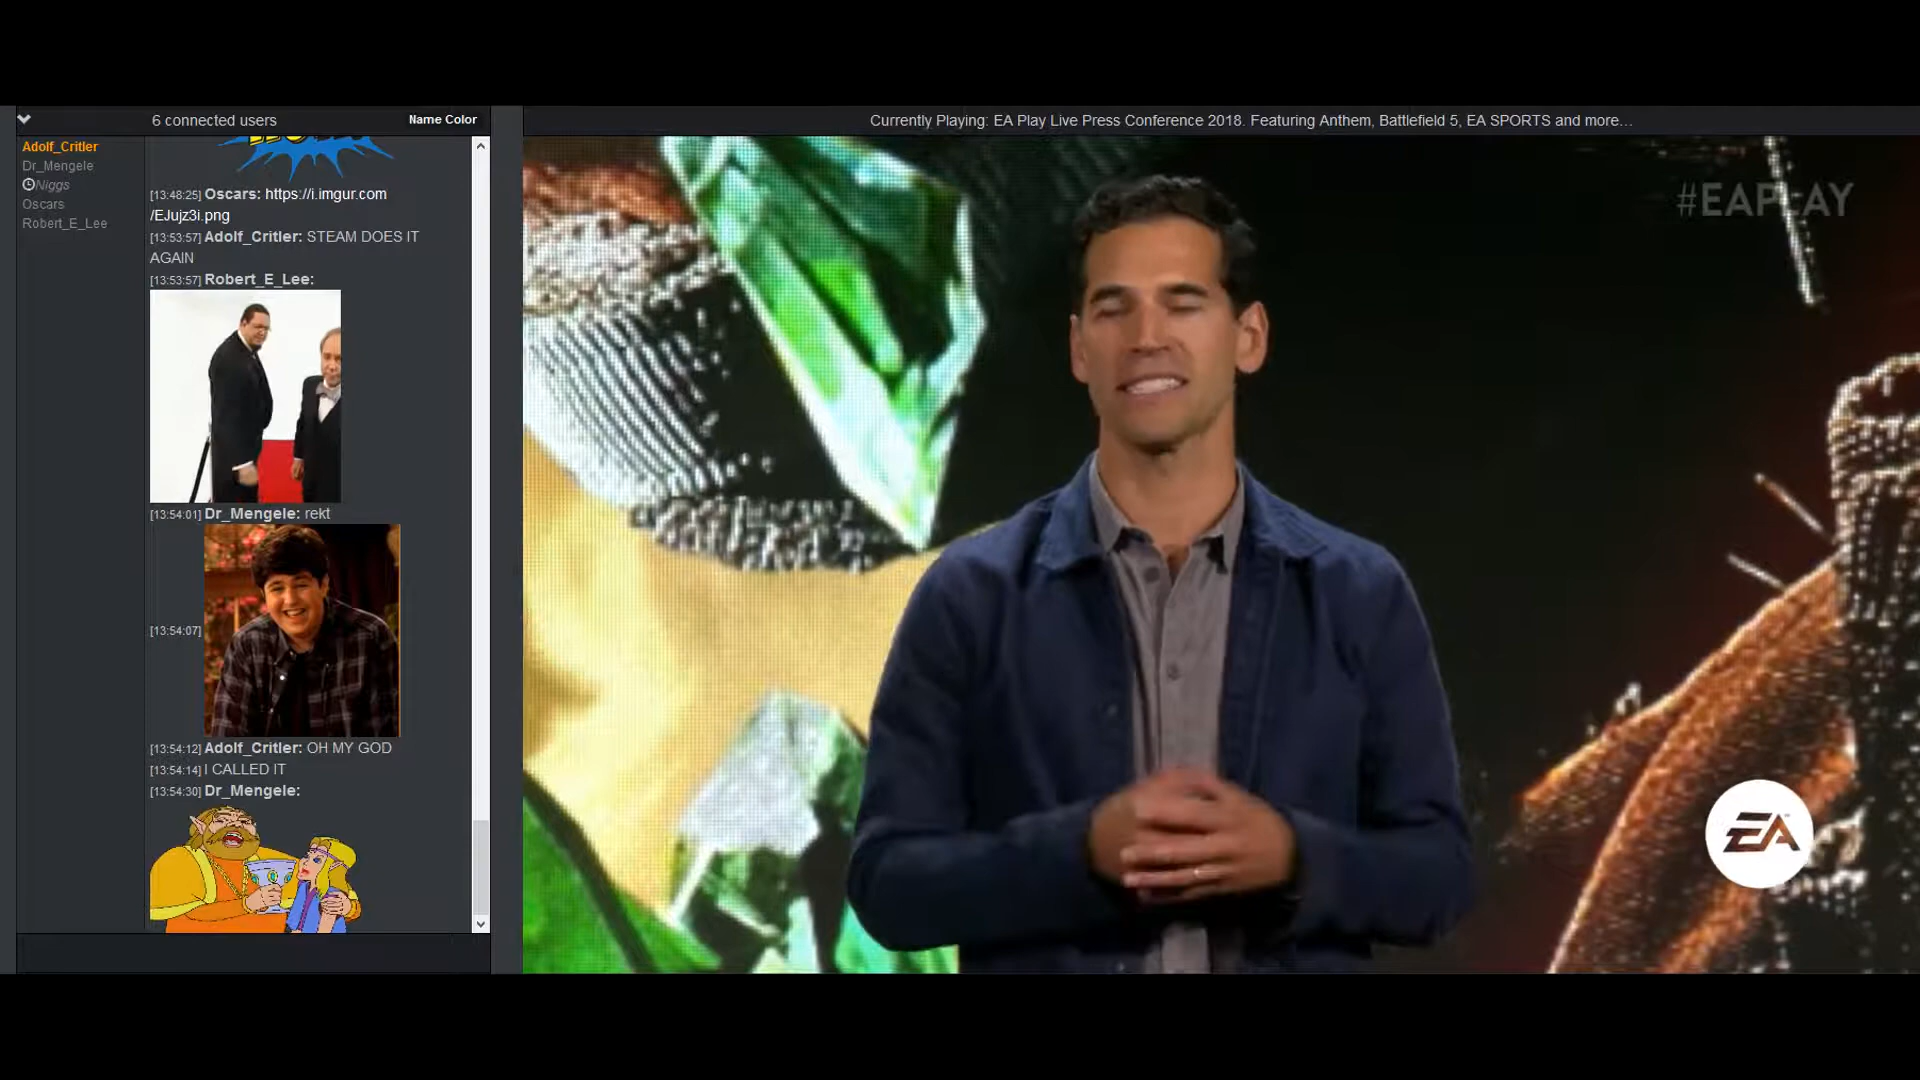 6 connected users
Name Color
Currently Playing: EA Play Live Press Conference 2018. Featuring Anthem, Battlefield 5, EA SPORTS and more…
Adolf_Critler
Dr_Mengele
Niggs
Oscars
Robert_E_Lee
[13:48:25] Oscars: https://i.imgur.com
/EJujz3i.png
[13:53:57] Adolf_Critler: STEAM DOES IT
AGAIN
[13:53:57] Robert_E_Lee:
[13:54:01] Dr_Mengele: rekt
[13:54:07]
[13:54:12] Adolf_Critler: OH MY GOD
[13:54:14] I CALLED IT
[13:54:30] Dr_Mengele:
#EAPLAY
EA